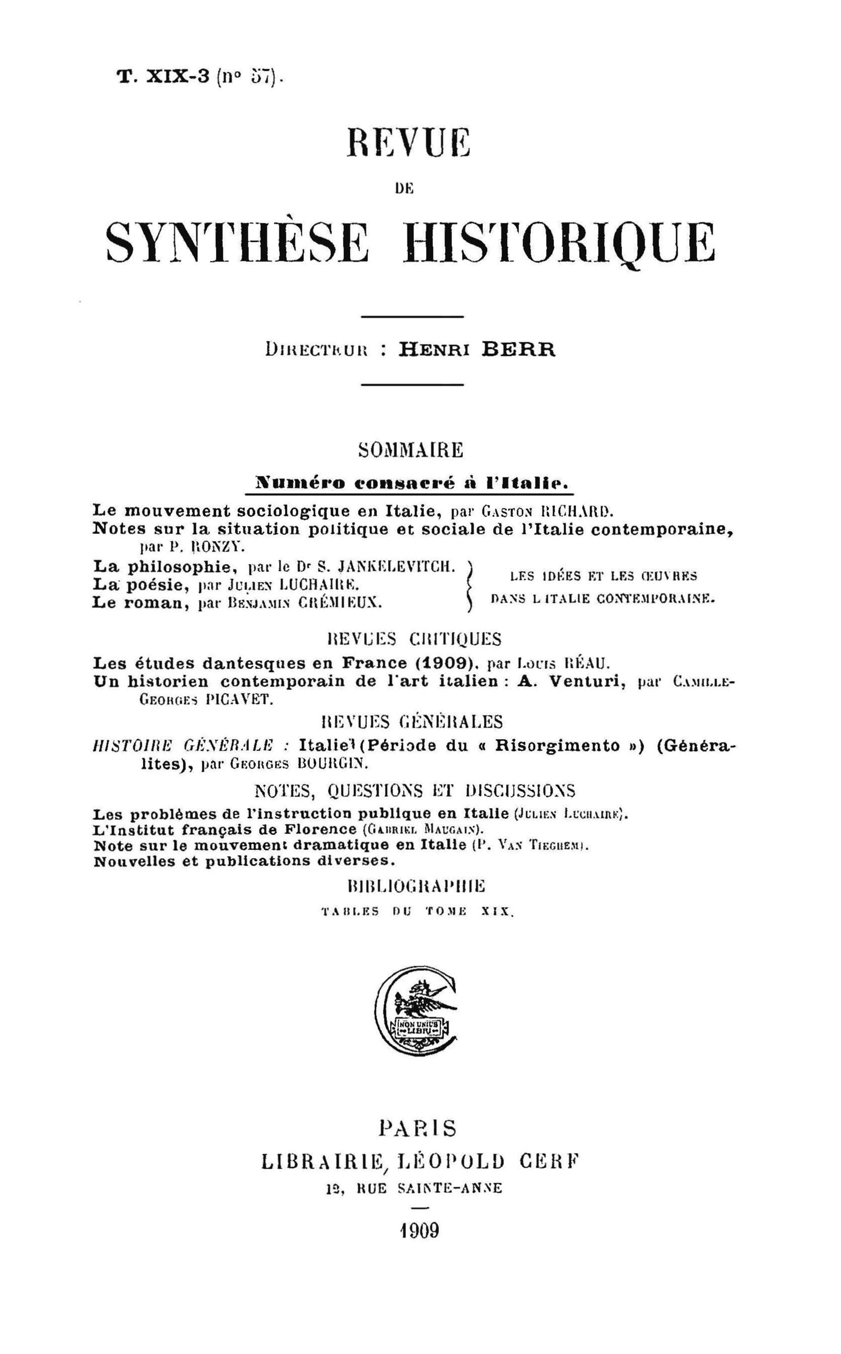 T. XIX-3 (nº 57).
REVUE
DE
SYNTHÈSE HISTORIQUE
DIRECTEUR : HENRI BERR
SOMMAIRE
Numéro consacré à l'Italie.
Le mouvement sociologique en Italie, par GASTON RICHARD.
Notes sur la situation politique et sociale de l'Italie contemporaine,
par P. RONZY.
La philosophie, par le Dr S. JANKELEVITCH.
La poésie, par JULIEN LUCHAIRE.
Le roman, par BENJAMIN CRÉMIEUX.
LES IDÉES ET LES ŒUVRES
DANS L'ITALIE CONTEMPORAINE.
REVUES CRITIQUES
Les études dantesques en France (1909), par LOUIS RÉAU.
Un historien contemporain de l'art italien : A. Venturi, par CAMILLE-
GEORGES PICAVET.
REVUES GÉNÉRALES
HISTOIRE GÉNÉRALE : Italie (Période du « Risorgimento ») (Généra-
lites), par GEORGES BOURGIN.
NOTES, QUESTIONS ET DISCUSSIONS
Les problèmes de l'instruction publique en Italie (JULIEN LUCHAIRE).
L'Institut français de Florence (GABRIEL MAUGAIN).
Note sur le mouvement dramatique en Italie (P. VAN TIEGHEM).
Nouvelles et publications diverses.
BIBLIOGRAPHIE
TABLES DU TOME XIX.
NON UNIUS
LIBRI
PARIS
LIBRAIRIE LÉOPOLD CERF
12, RUE SAINTE-ANNE
1909